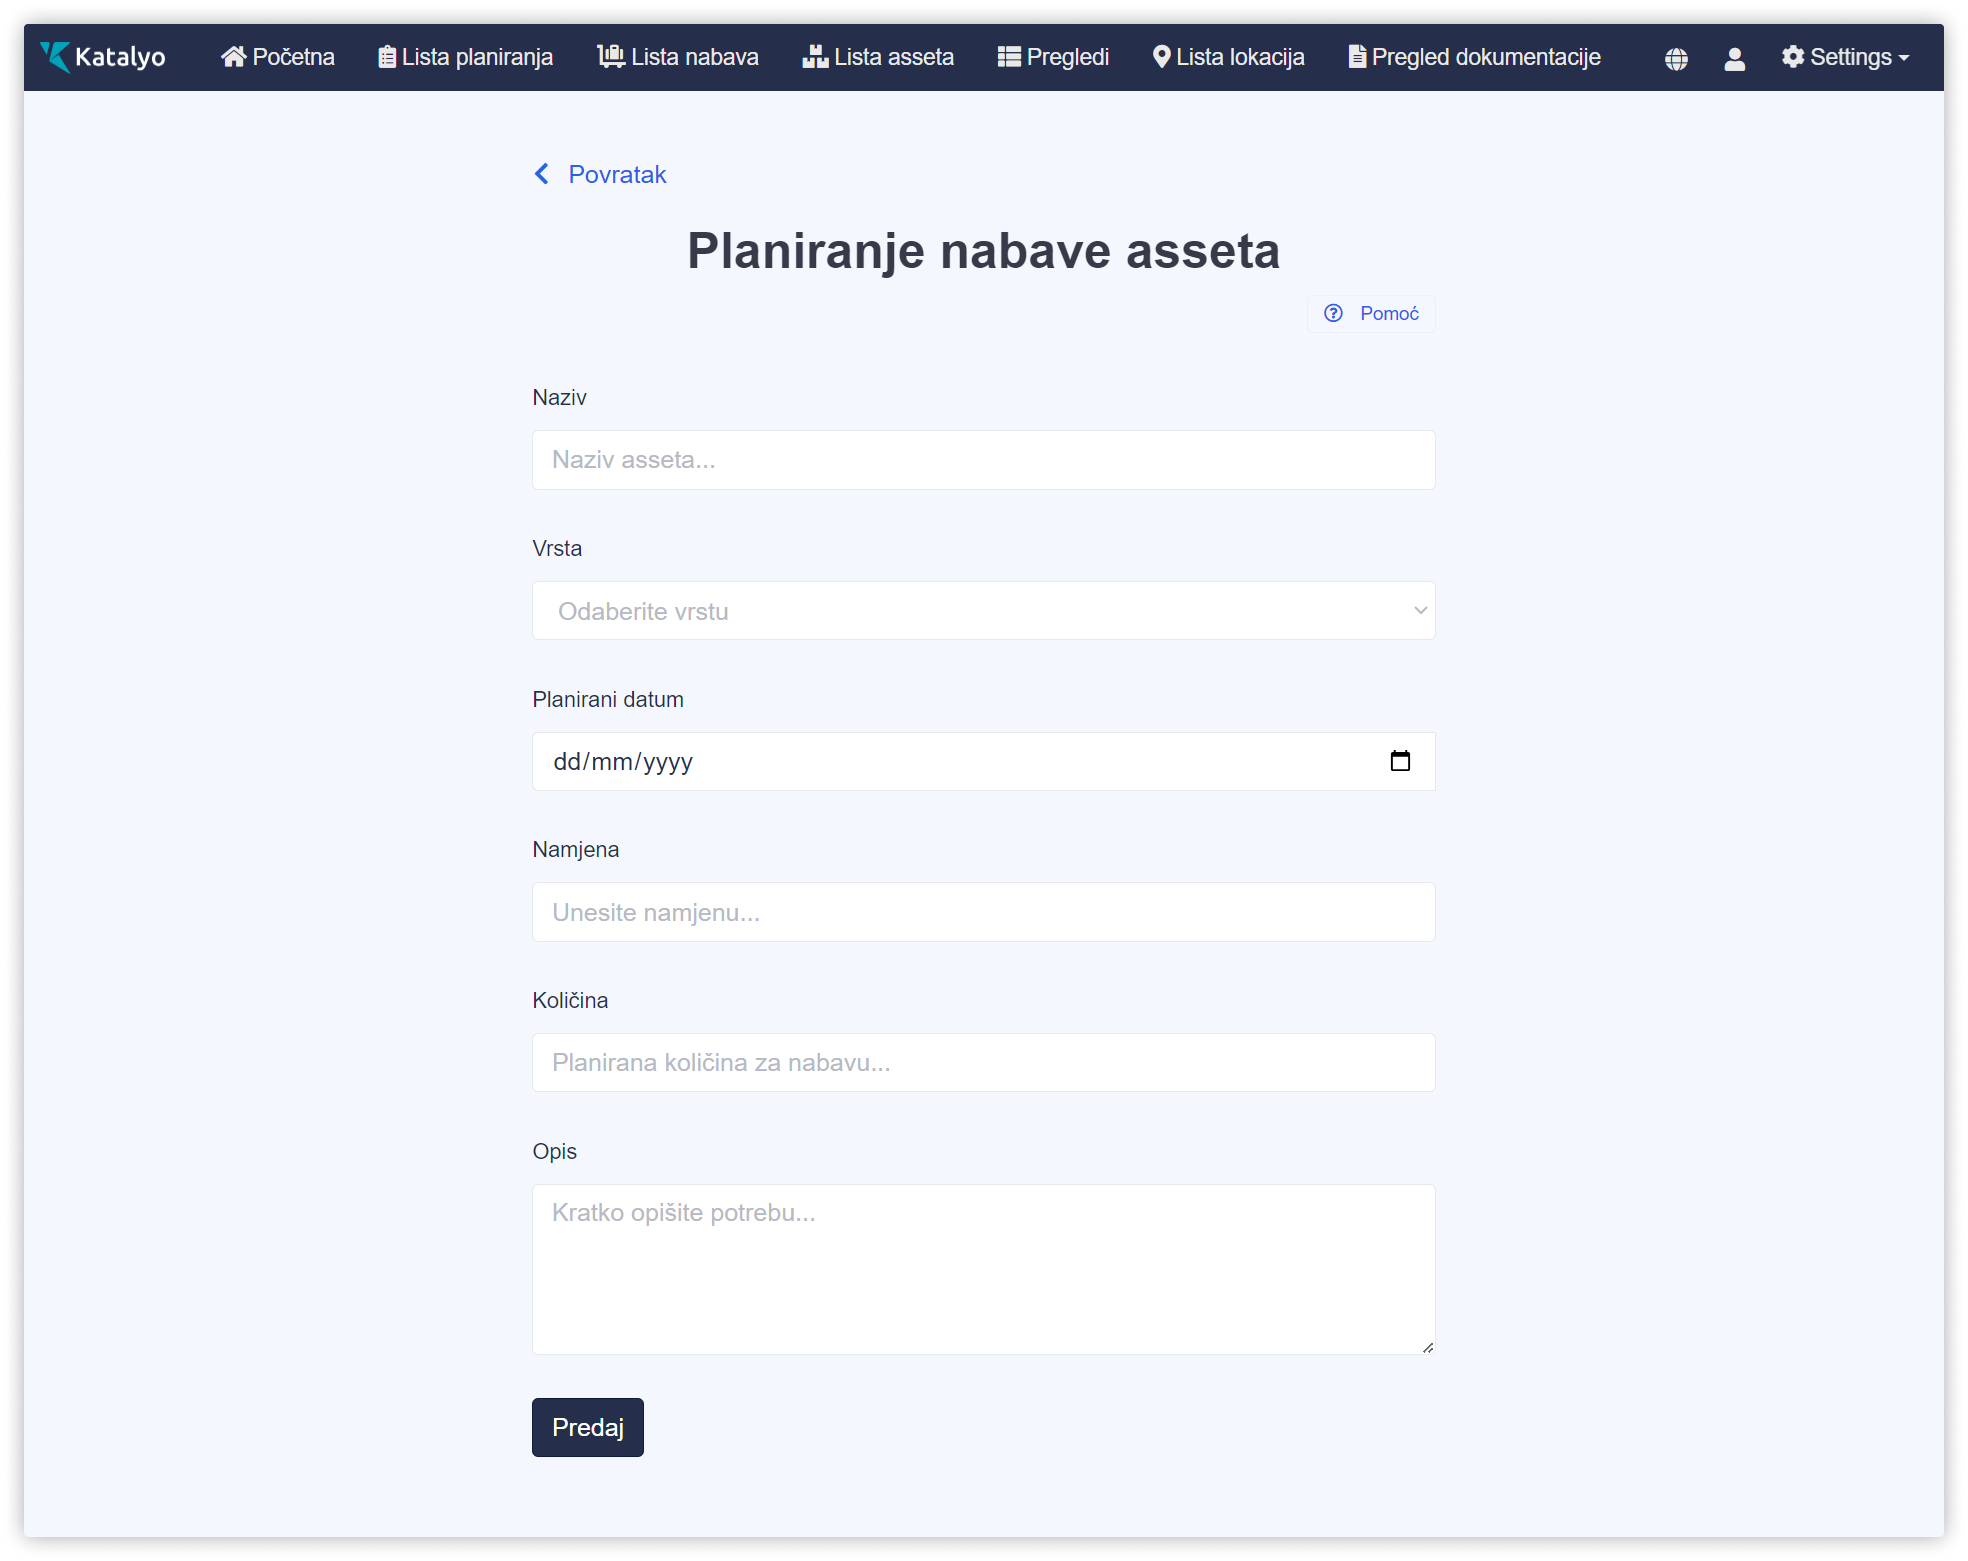 Katalyo Početna Lista planiranja Lista nabava Lista asseta Pregledi Lista lokacija Pregled dokumentacije Settings
Povratak
Planiranje nabave asseta
Pomoć
Naziv
Naziv asseta...
Vrsta
Odaberite vrstu
Planirani datum
dd/mm/yyyy
Namjena
Unesite namjenu...
Količina
Planirana količina za nabavu...
Opis
Kratko opišite potrebu...
Predaj